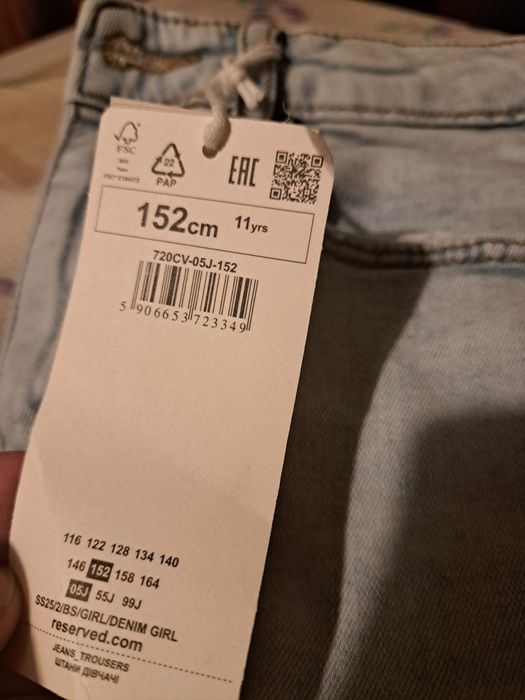 FSC
MIX
22
PAP
EAC
152cm 11yrs
720CV-05J-152
5 906653 723349
116 122 128 134 140
146 152 158 164
05J 55J 99J
SS25/2/BS/GIRL/DENIM GIRL
reserved.com
JEANS_TROUSERS
ШТАНИ ДІВЧАЧІ